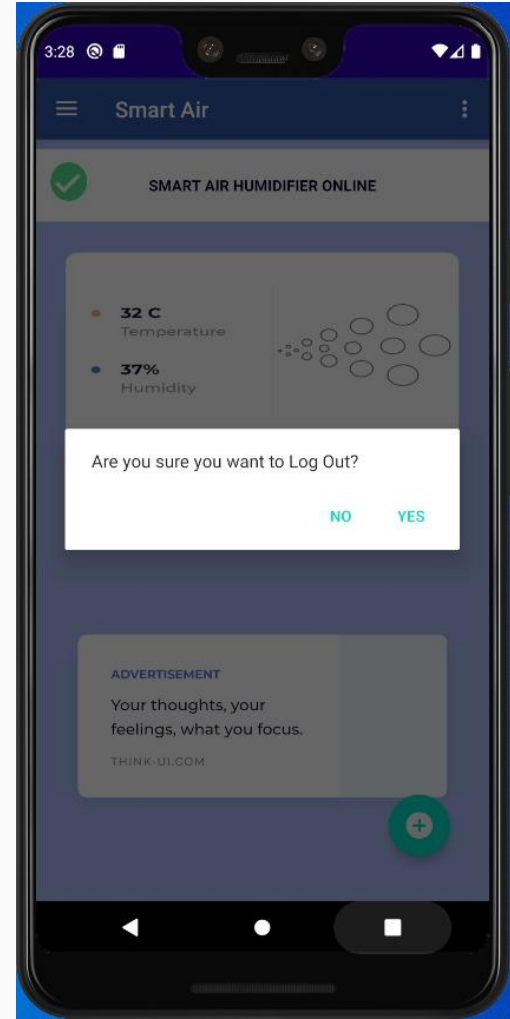 3:28
Smart Air
SMART AIR HUMIDIFIER ONLINE
32 C
Temperature
37%
Humidity
Are you sure you want to Log Out?
NO YES
ADVERTISEMENT
Your thoughts, your
feelings, what you focus.
THINK-UI.COM